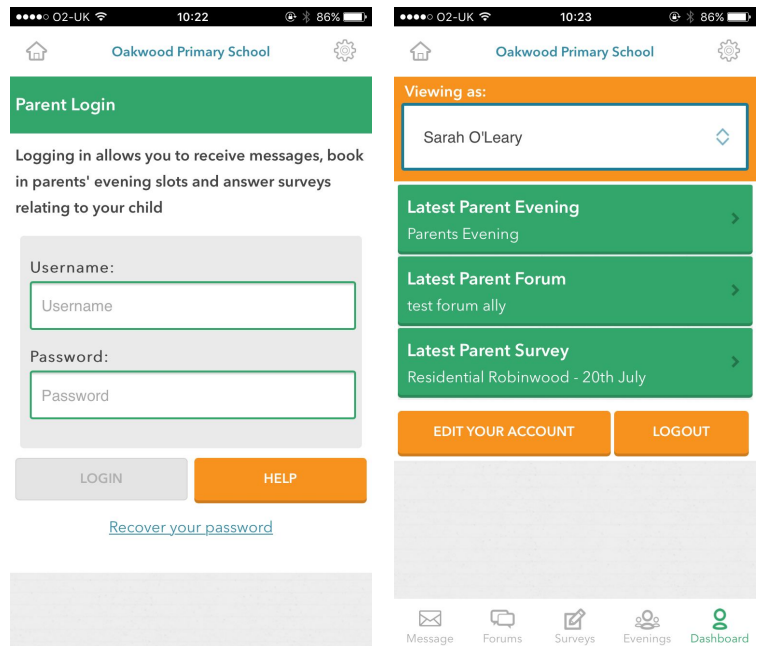 O2-UK 10:22 86%
Oakwood Primary School
Parent Login
Logging in allows you to receive messages, book
in parents' evening slots and answer surveys
relating to your child
Username:
Username
Password:
Password
LOGIN HELP
Recover your password
O2-UK 10:23 86%
Oakwood Primary School
Viewing as:
Sarah O'Leary
Latest Parent Evening
Parents Evening
Latest Parent Forum
test forum ally
Latest Parent Survey
Residential Robinwood - 20th July
EDIT YOUR ACCOUNT LOGOUT
Message Forums Surveys Evenings Dashboard